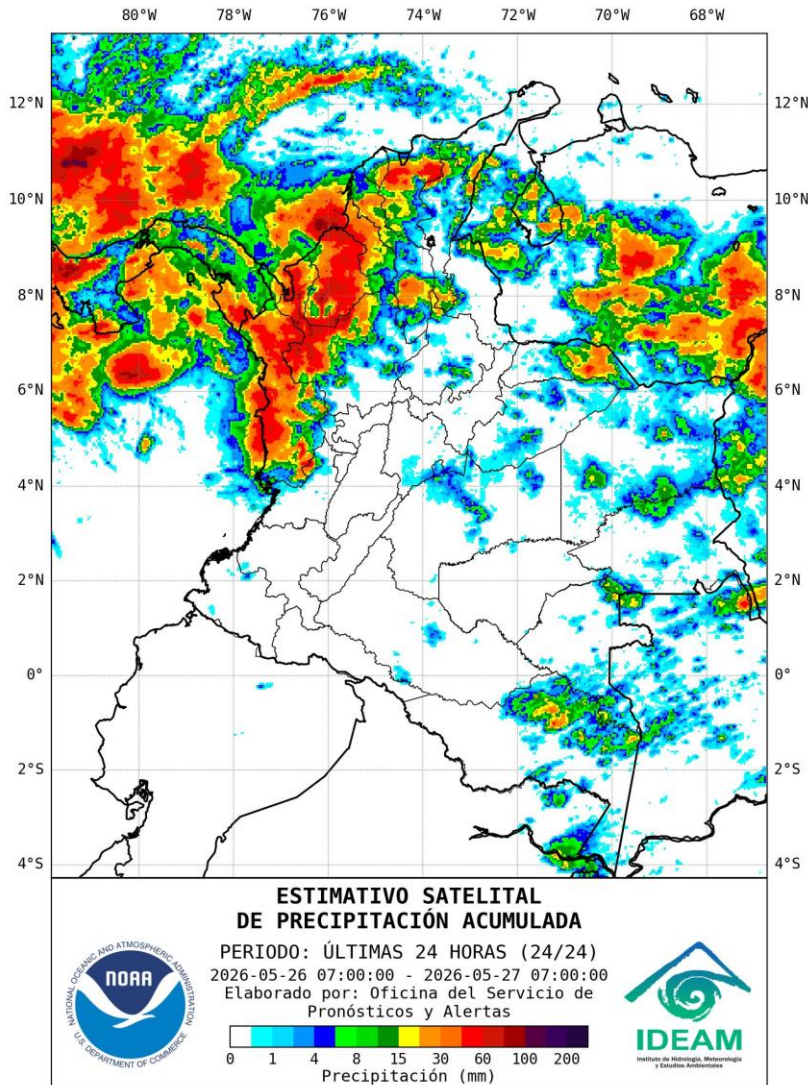 80°W 78°W 76°W 74°W 72°W 70°W 68°W
12°N 12°N
10°N 10°N
8°N 8°N
6°N 6°N
4°N 4°N
2°N 2°N
0° 0°
2°S 2°S
4°S 4°S
ESTIMATIVO SATELITAL
DE PRECIPITACIÓN ACUMULADA
PERIODO: ÚLTIMAS 24 HORAS (24/24)
2026-05-26 07:00:00 - 2026-05-27 07:00:00
Elaborado por: Oficina del Servicio de
Pronósticos y Alertas
0 1 4 8 15 30 60 100 200
Precipitación (mm)
NATIONAL OCEANIC AND ATMOSPHERIC ADMINISTRATION
NOAA
U.S. DEPARTMENT OF COMMERCE
IDEAM
Instituto de Hidrología, Meteorología
y Estudios Ambientales